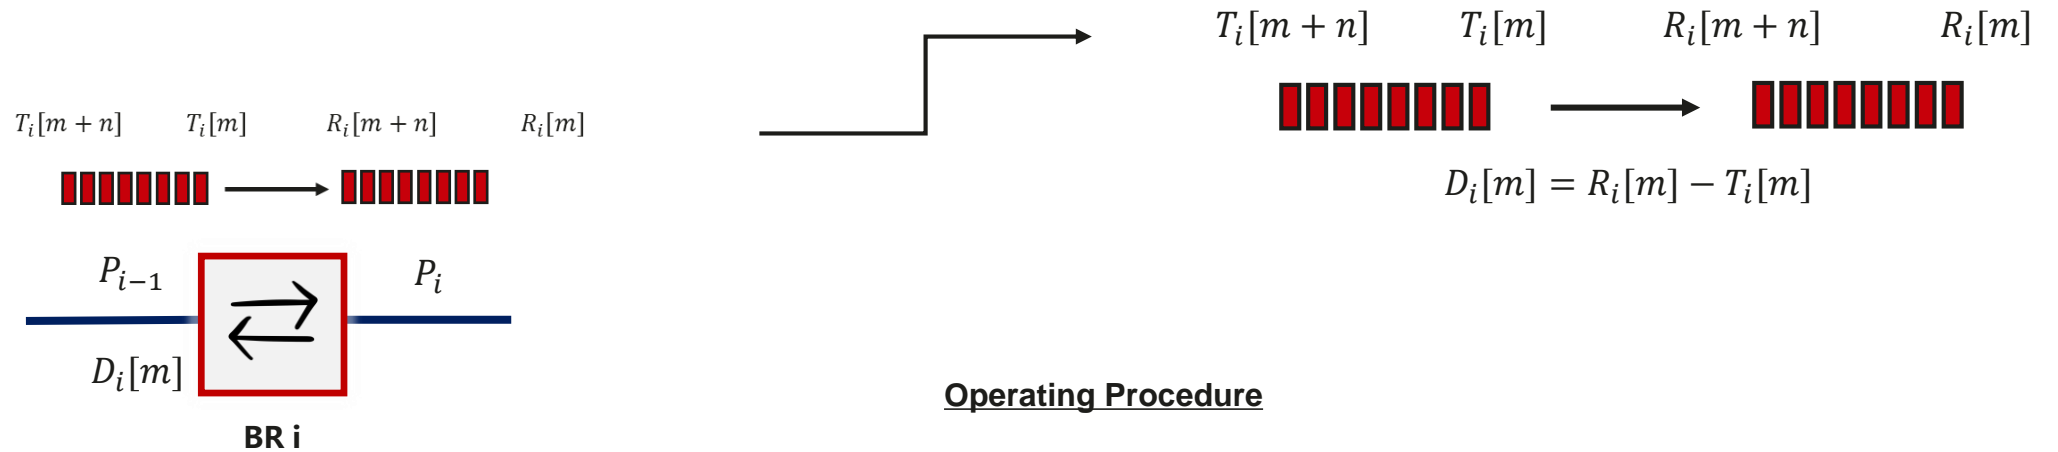 T_i[m + n] T_i[m] R_i[m + n] R_i[m]
P_{i−1} P_i
D_i[m]
BR i
T_i[m + n] T_i[m] R_i[m + n] R_i[m]
D_i[m] = R_i[m] − T_i[m]
Operating Procedure